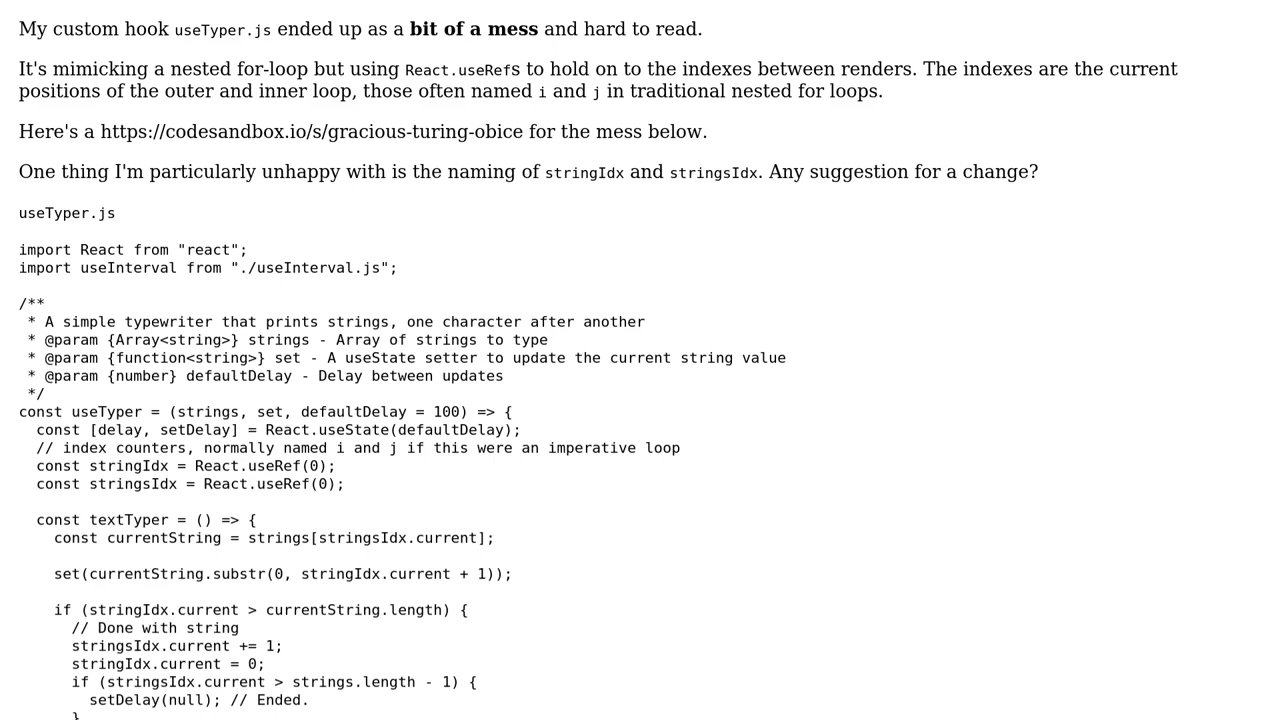 My custom hook useTyper.js ended up as a bit of a mess and hard to read.
It's mimicking a nested for-loop but using React.useRefs to hold on to the indexes between renders. The indexes are the current
positions of the outer and inner loop, those often named i and j in traditional nested for loops.
Here's a https://codesandbox.io/s/gracious-turing-obice for the mess below.
One thing I'm particularly unhappy with is the naming of stringIdx and stringsIdx. Any suggestion for a change?
useTyper.js
import React from "react";
import useInterval from "./useInterval.js";
/**
 * A simple typewriter that prints strings, one character after another
 * @param {Array<string>} strings - Array of strings to type
 * @param {function<string>} set - A useState setter to update the current string value
 * @param {number} defaultDelay - Delay between updates
 */
const useTyper = (strings, set, defaultDelay = 100) => {
  const [delay, setDelay] = React.useState(defaultDelay);
  // index counters, normally named i and j if this were an imperative loop
  const stringIdx = React.useRef(0);
  const stringsIdx = React.useRef(0);
  const textTyper = () => {
    const currentString = strings[stringsIdx.current];
    set(currentString.substr(0, stringIdx.current + 1));
    if (stringIdx.current > currentString.length) {
      // Done with string
      stringsIdx.current += 1;
      stringIdx.current = 0;
      if (stringsIdx.current > strings.length - 1) {
        setDelay(null); // Ended.
      }